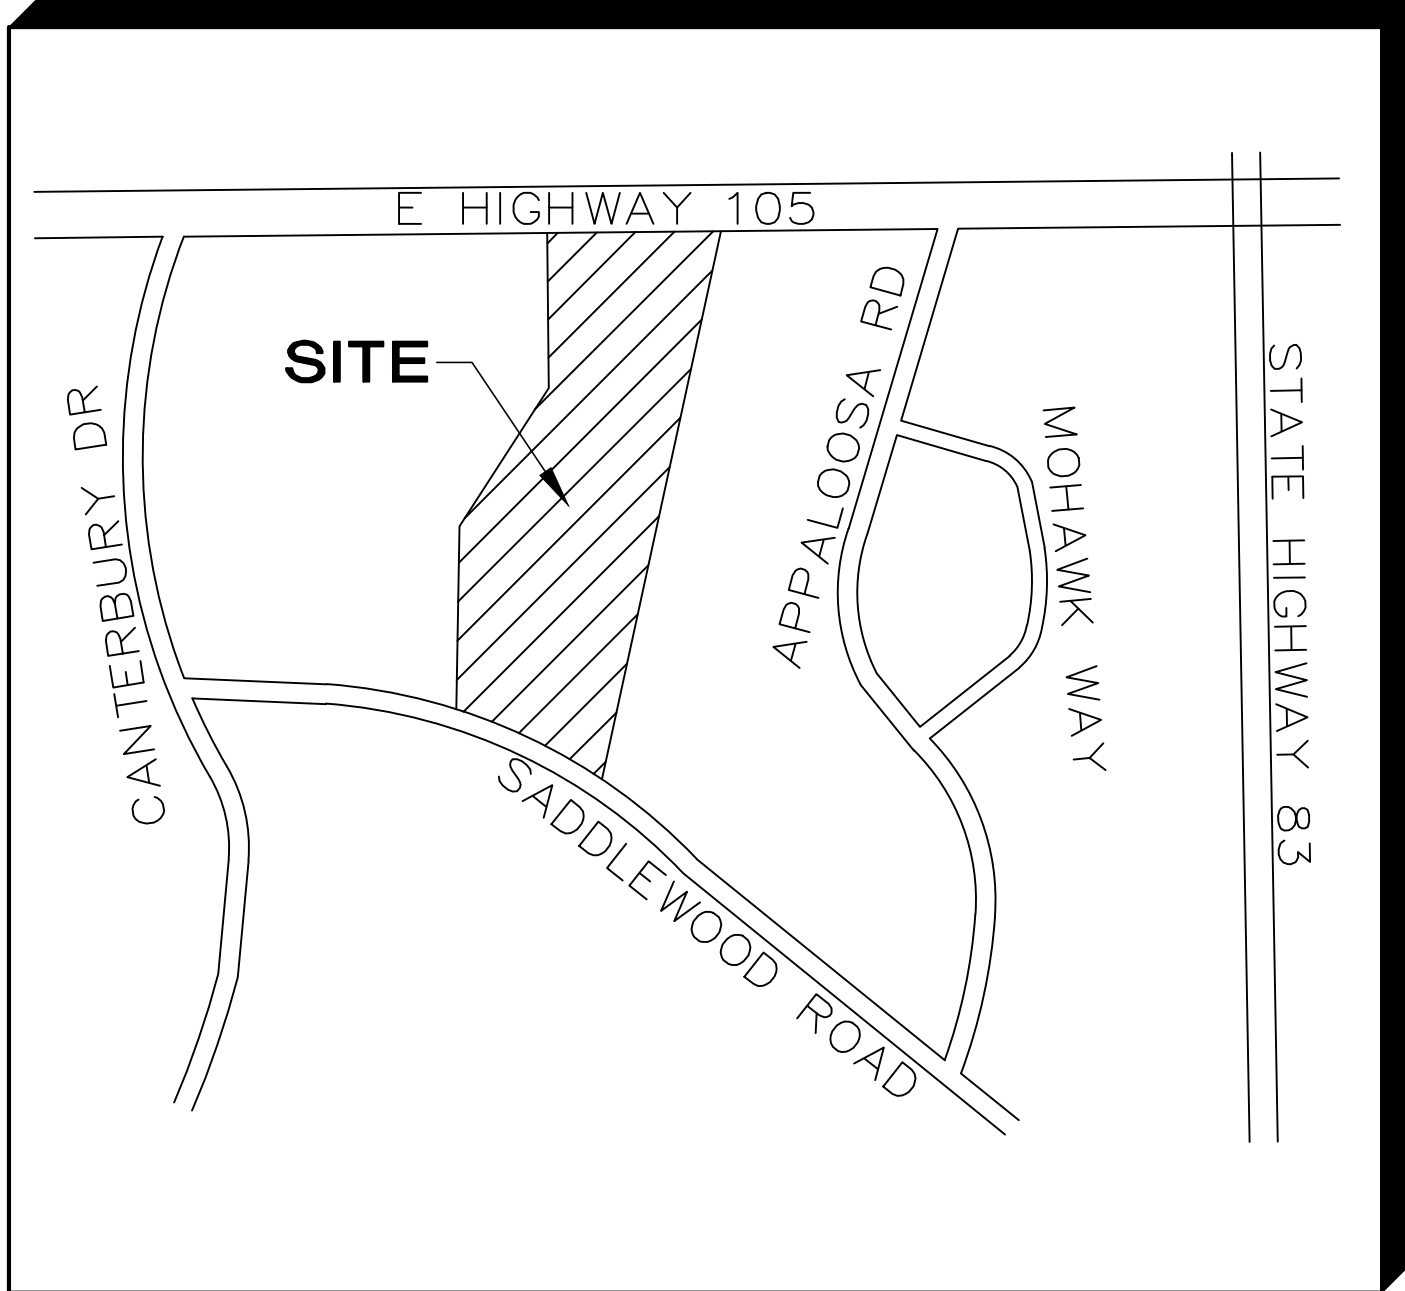 E HIGHWAY 105
SITE
CANTERBURY DR
APPALOOSA RD
MOHAWK WAY
STATE HIGHWAY 83
SADDLEWOOD ROAD